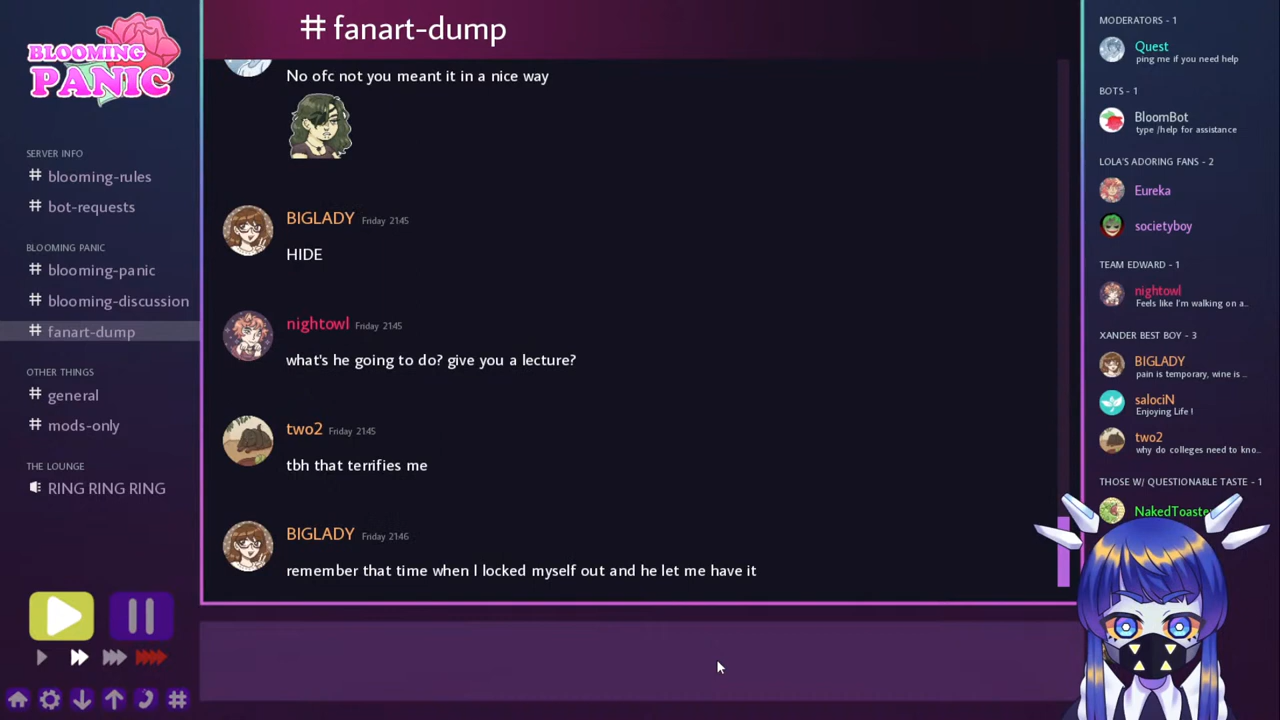 BLOOMING
PANIC
SERVER INFO
# blooming-rules
# bot-requests
BLOOMING PANIC
# blooming-panic
# blooming-discussion
# fanart-dump
OTHER THINGS
# general
# mods-only
THE LOUNGE
RING RING RING
# fanart-dump
No ofc not you meant it in a nice way
BIGLADY Friday 2145
HIDE
nightowl Friday 2145
what's he going to do? give you a lecture?
two2 Friday 2145
tbh that terrifies me
BIGLADY Friday 2146
remember that time when I locked myself out and he let me have it
MODERATORS - 1
Quest
ping me if you need help
BOTS - 1
BloomBot
type /help for assistance
LOLA'S ADORING FANS - 2
Eureka
societyboy
TEAM EDWARD - 1
nightowl
Feels like I'm walking on a..
XANDER BEST BOY - 3
BIGLADY
pain is temporary, wine is ...
salociN
Enjoying Life !
two2
why do colleges need to kno..
THOSE W/ QUESTIONABLE TASTE - 1
NakedToaster